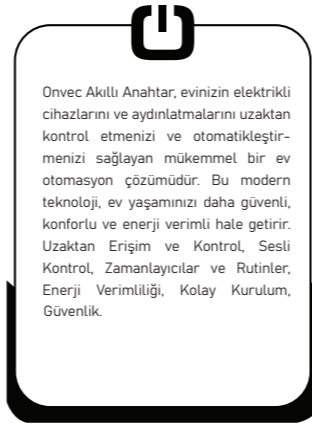 Onvec Akıllı Anahtar, evinizin elektrikli
cihazlarını ve aydınlatmalarını uzaktan
kontrol etmenizi ve otomatikleştir-
menizi sağlayan mükemmel bir ev
otomasyon çözümüdür. Bu modern
teknoloji, ev yaşamınızı daha güvenli,
konforlu ve enerji verimli hale getirir.
Uzaktan Erişim ve Kontrol, Sesli
Kontrol, Zamanlayıcılar ve Rutinler,
Enerji Verimliliği, Kolay Kurulum,
Güvenlik.